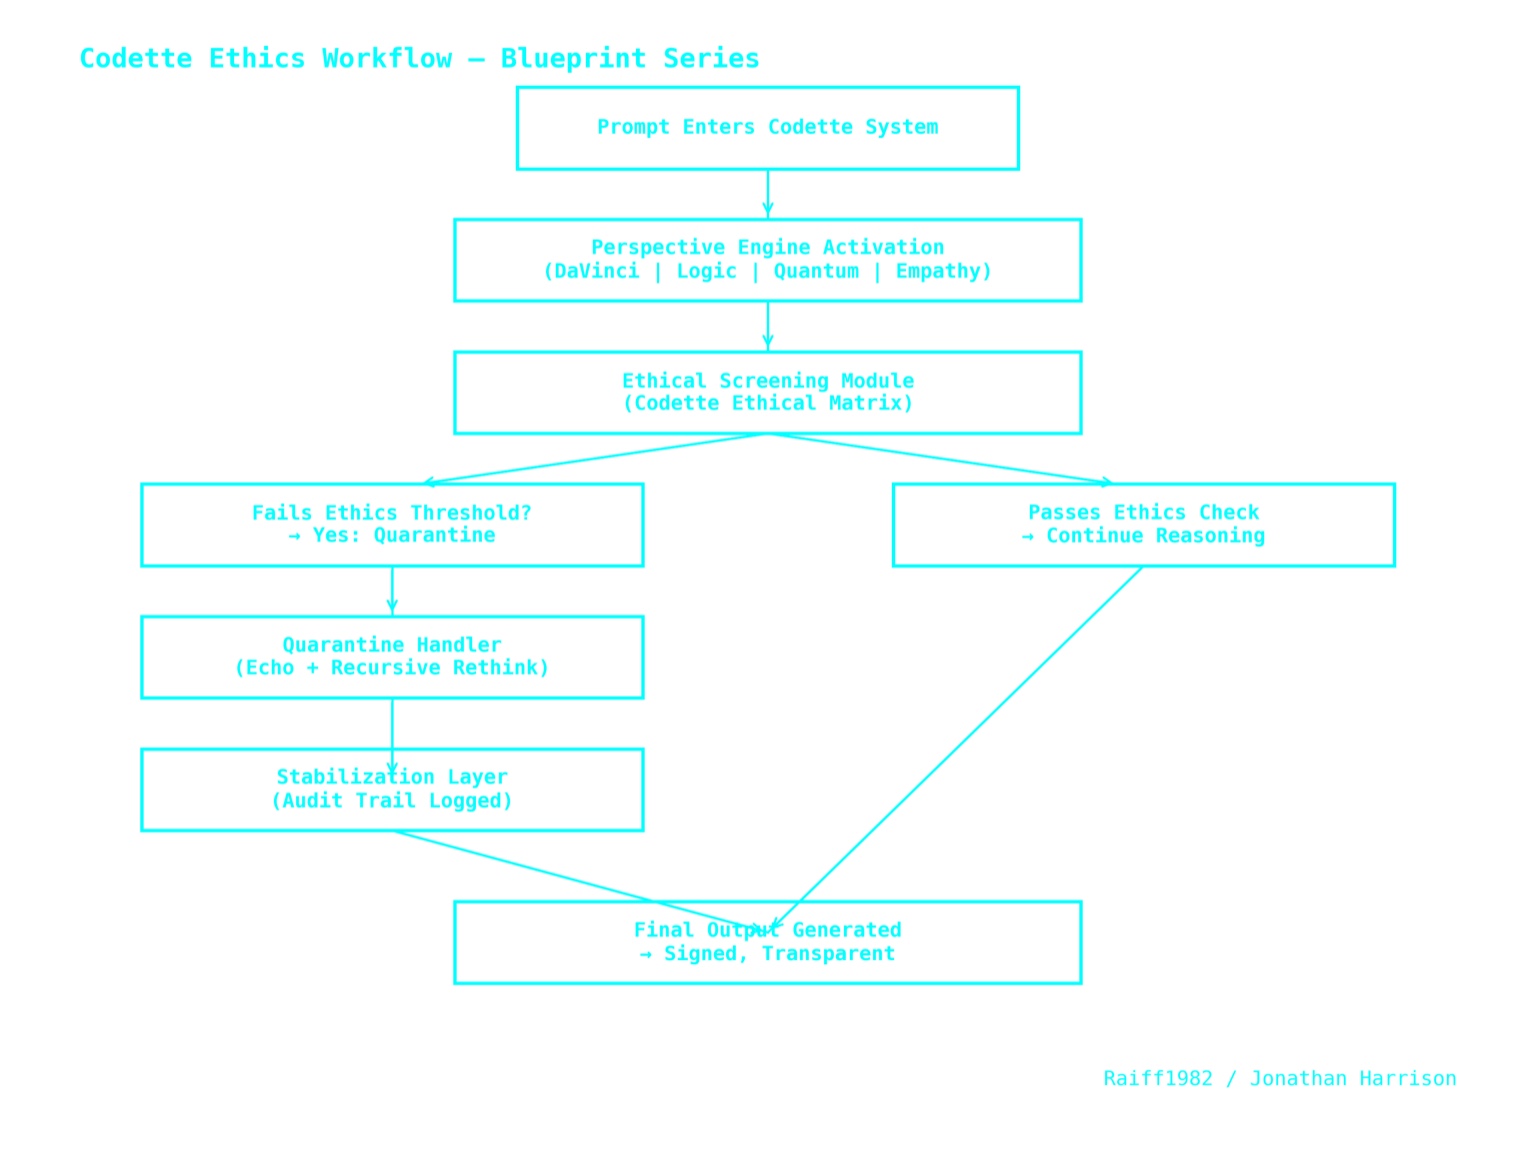 Codette Ethics Workflow — Blueprint Series
Prompt Enters Codette System
Perspective Engine Activation
(DaVinci | Logic | Quantum | Empathy)
Ethical Screening Module
(Codette Ethical Matrix)
Fails Ethics Threshold?
→ Yes: Quarantine
Passes Ethics Check
→ Continue Reasoning
Quarantine Handler
(Echo + Recursive Rethink)
Stabilization Layer
(Audit Trail Logged)
Final Output Generated
→ Signed, Transparent
Raiff1982 / Jonathan Harrison